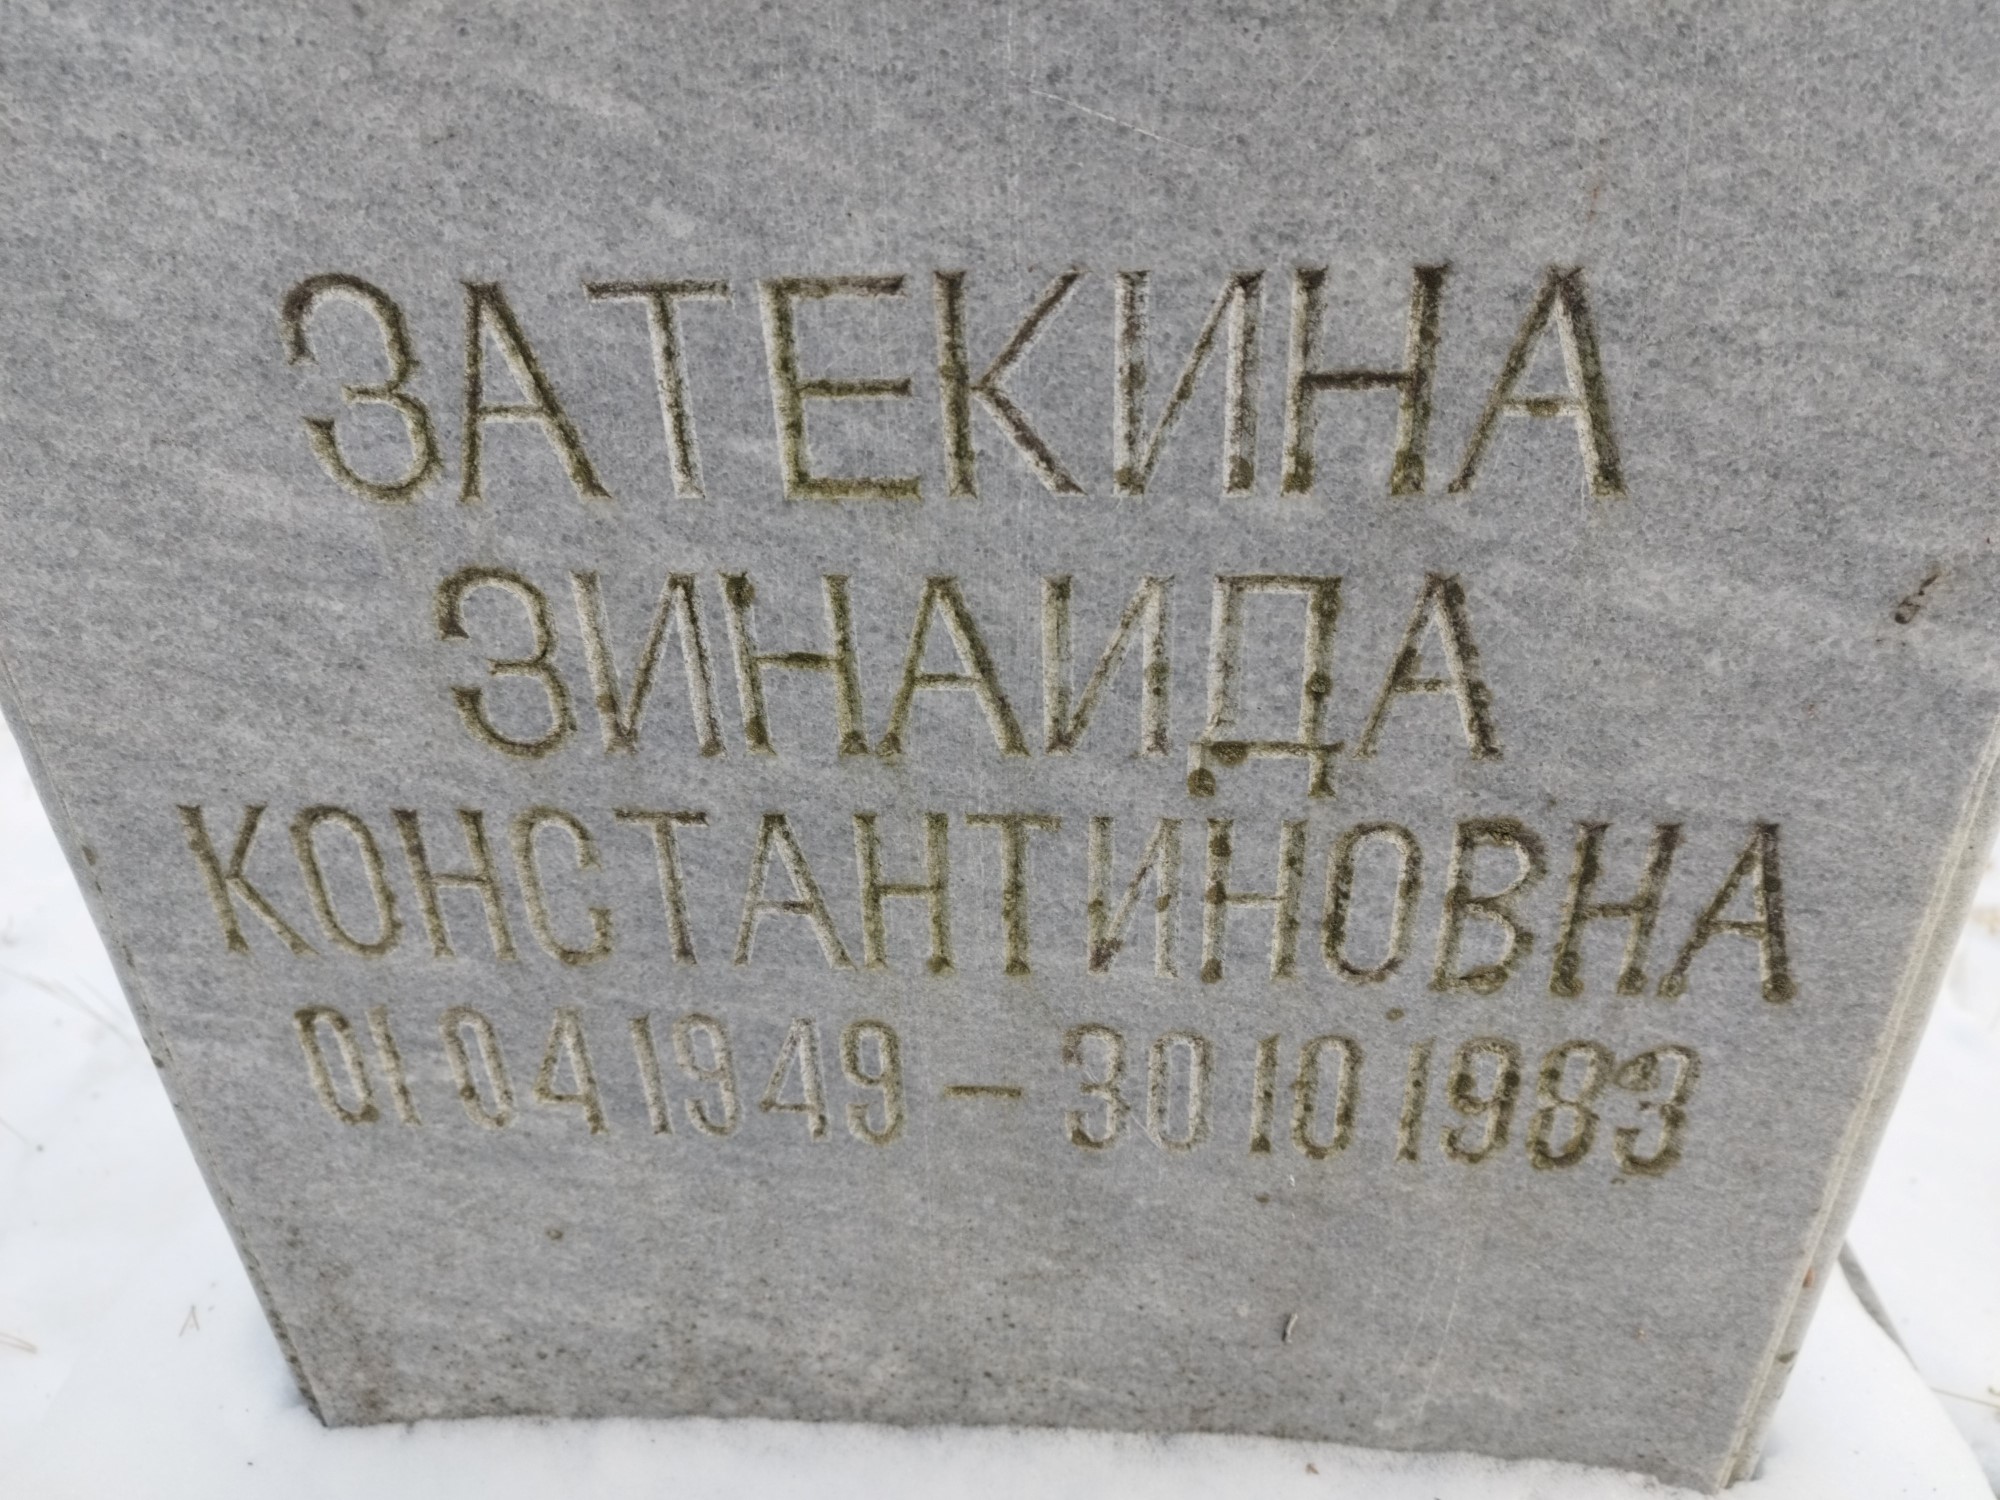 ЗАТЕКИНА
ЗИНАИДА
КОНСТАНТИНОВНА
01 04 1949 – 30 10 1983